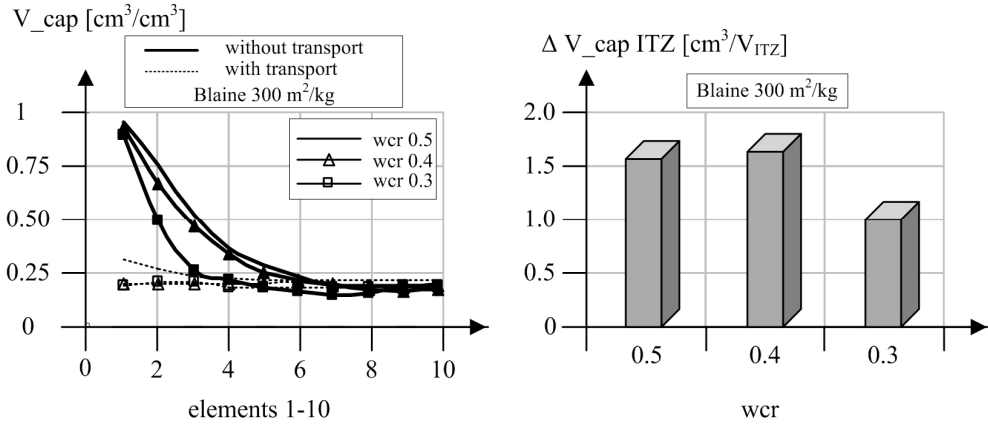 V_cap [cm³/cm³]
without transport
with transport
Blaine 300 m²/kg
wcr 0.5
wcr 0.4
wcr 0.3
1
0.75
0.50
0.25
0
0 2 4 6 8 10
elements 1-10
Δ V_cap ITZ [cm³/V_ITZ]
Blaine 300 m²/kg
2.0
1.5
1.0
0.5
0
0.5 0.4 0.3
wcr